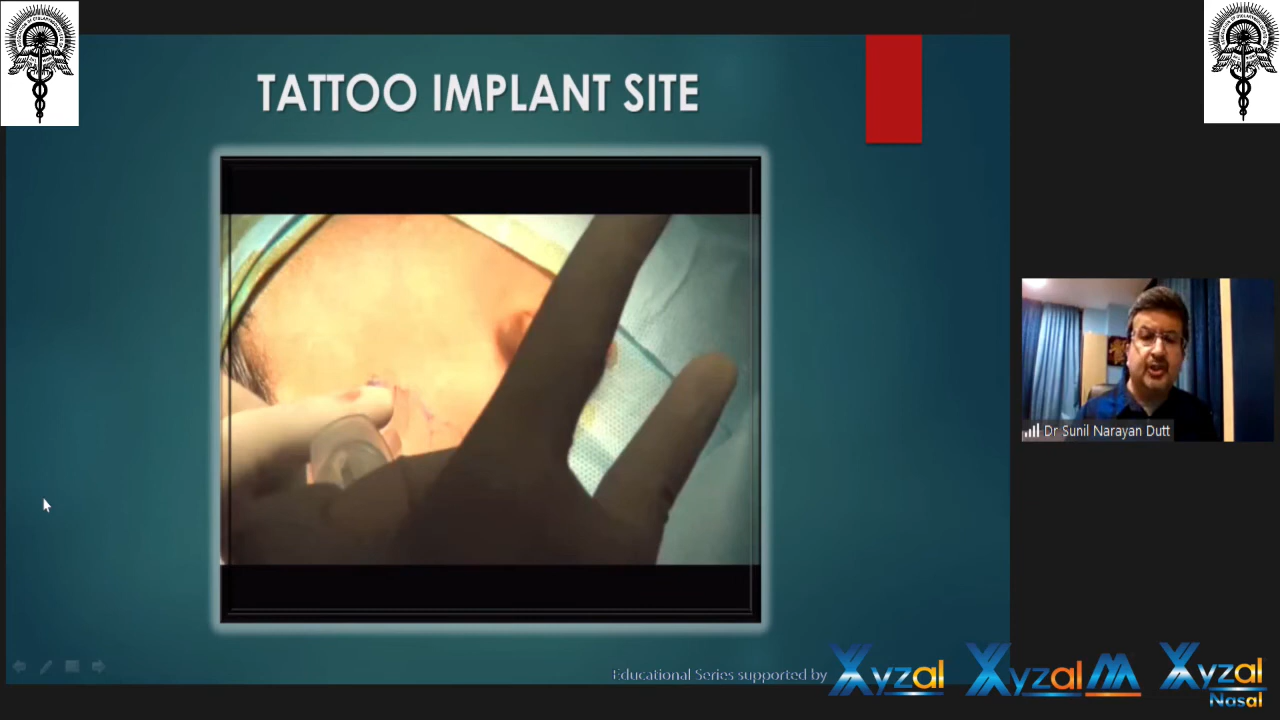 TATTOO IMPLANT SITE
Dr Sunil Narayan Dutt
Educational Series supported by
Xyzal
Xyzal M
Xyzal
Nasal